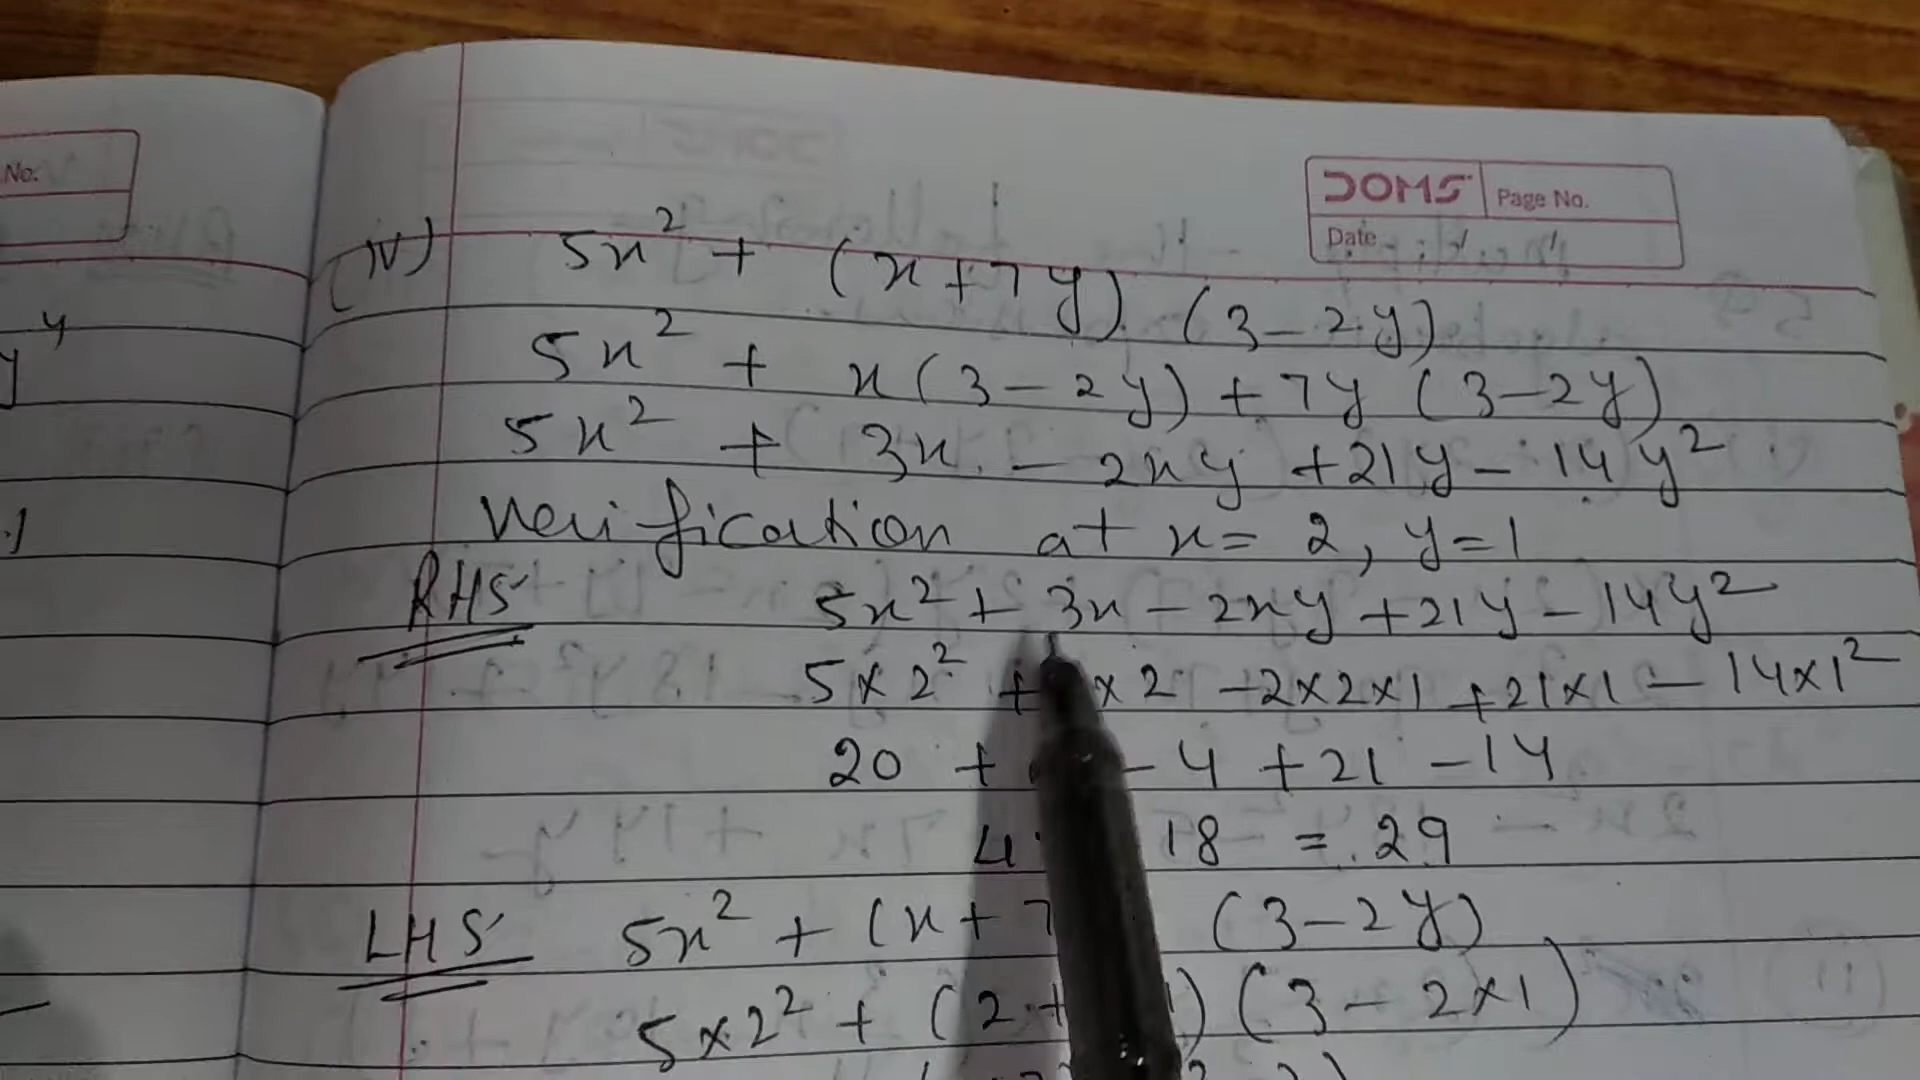 No.
DOMS Page No.
Date / /
y⁴
(iv) 5x² + (x+7y) (3-2y)
5x² + x(3-2y) + 7y (3-2y)
5x² + 3x - 2xy +21y - 14y²
Verification at x= 2, y=1
RHS 5x² + 3x - 2xy +21y - 14y²
5×2² + ×2 -2×2×1 +21×1 - 14×1²
20 + -4 +21 -14
18 = 29
LHS 5x² + (x+7 (3-2y)
5×2² + (2+ 1) (3- 2×1)